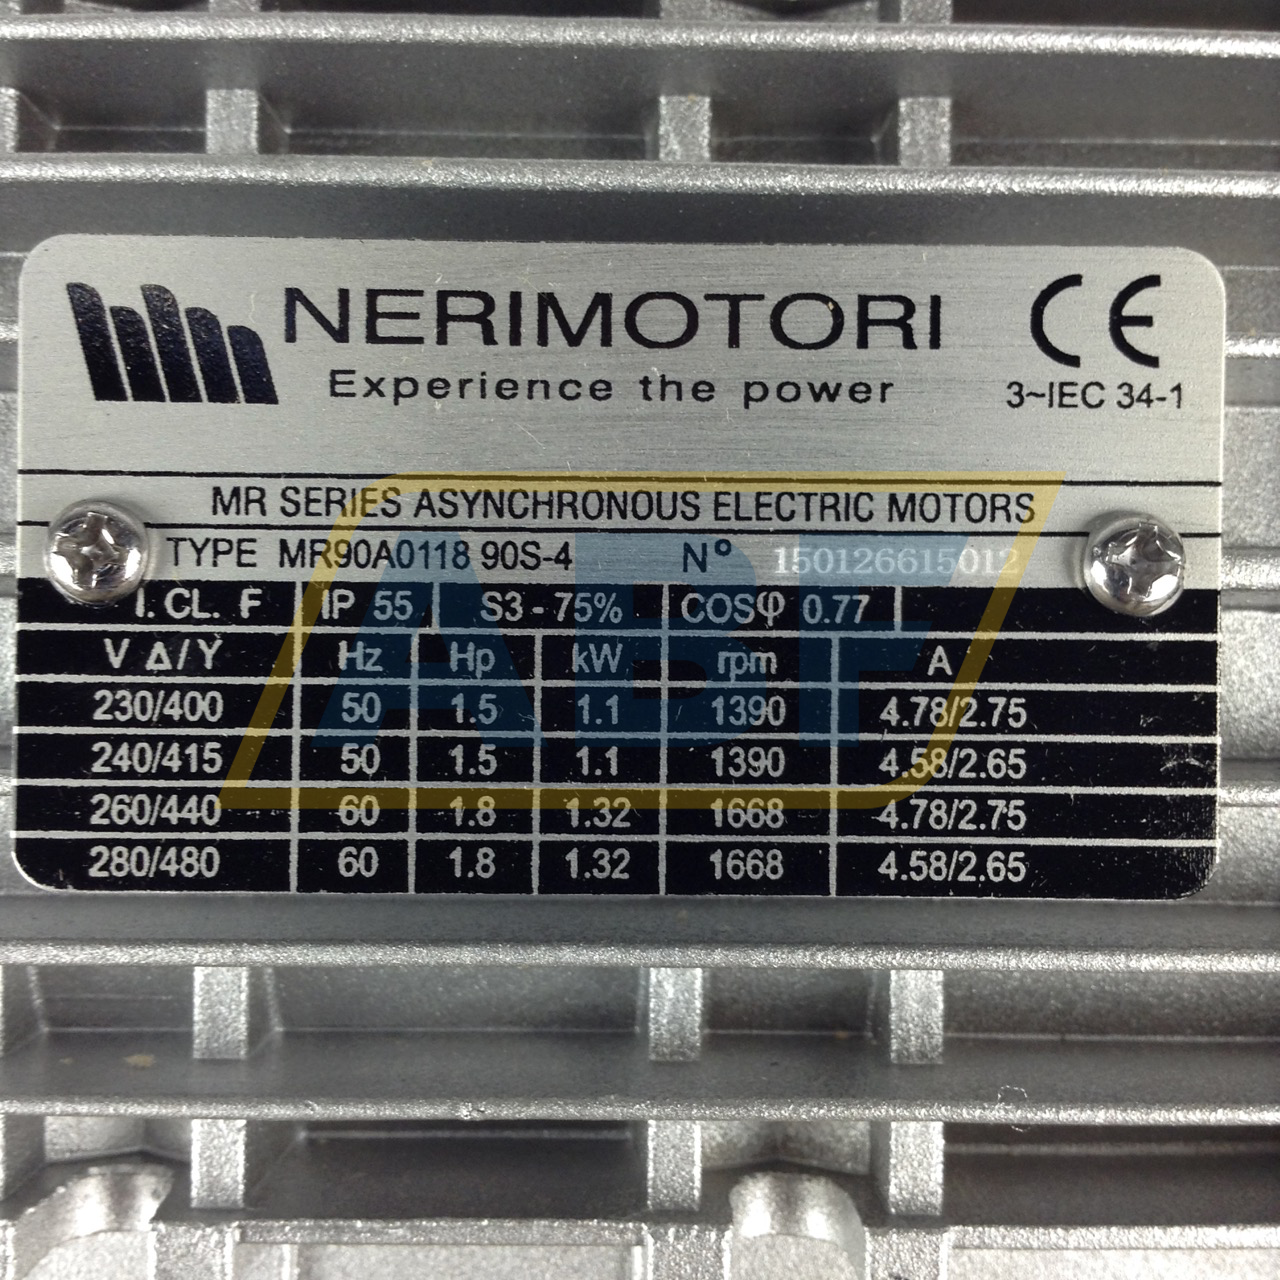 NERIMOTORI
Experience the power
CE
3~IEC 34-1
MR SERIES ASYNCHRONOUS ELECTRIC MOTORS
TYPE MR90A0118 90S-4 N° 150126615012
I. CL. F IP 55 S3 - 75% COSφ 0.77
V Δ/Y Hz Hp kW rpm A
230/400 50 1.5 1.1 1390 4.78/2.75
240/415 50 1.5 1.1 1390 4.58/2.65
260/440 60 1.8 1.32 1668 4.78/2.75
280/480 60 1.8 1.32 1668 4.58/2.65
ABF